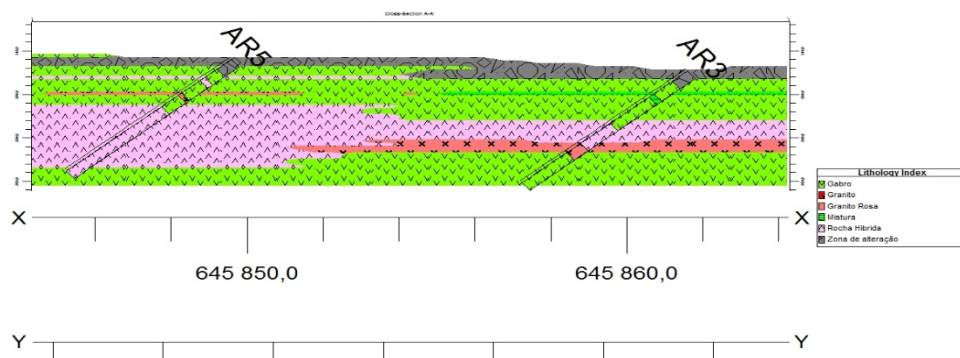 Cross-Section A-A'
AR5
AR3
X
X
645 850,0
645 860,0
Y
Y
Lithology Index
Gabro
Granito
Granito Rosa
Mistura
Rocha Hibrida
Zona de alteração